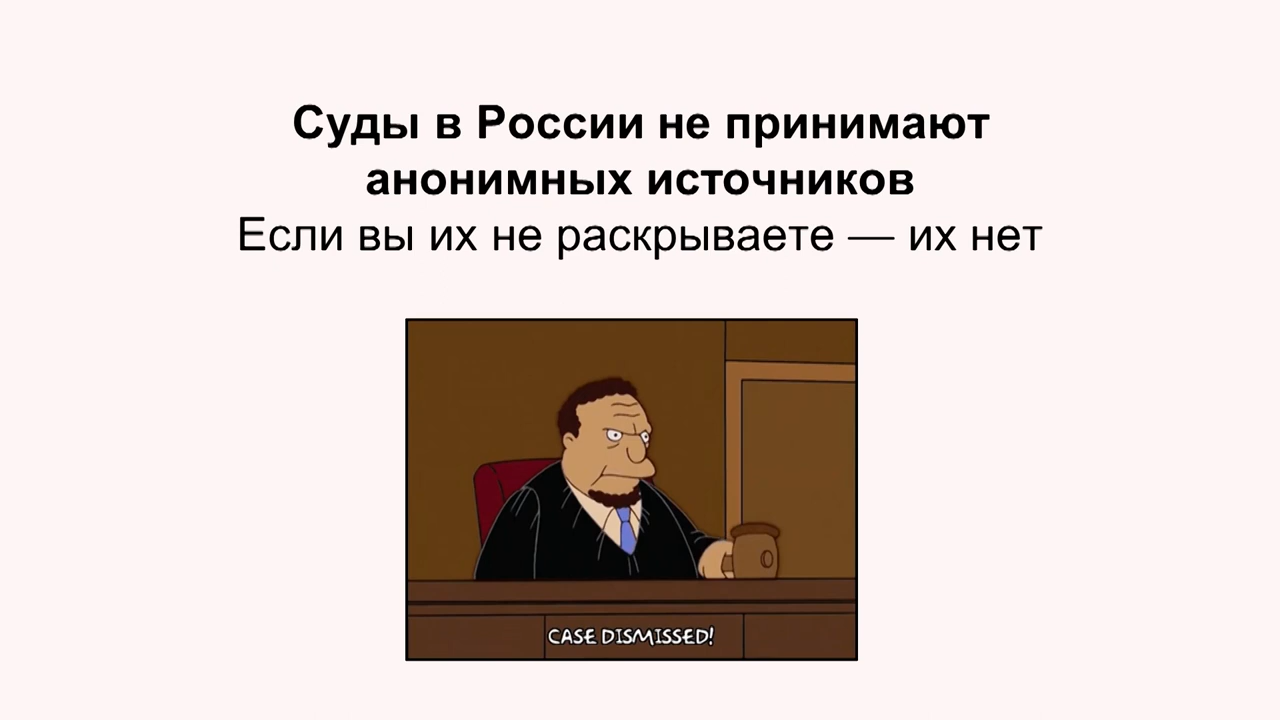 Суды в России не принимают
анонимных источников
Если вы их не раскрываете — их нет
CASE DISMISSED!